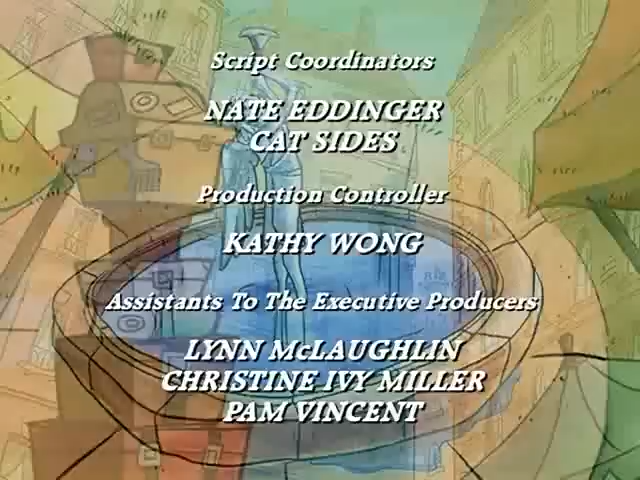 Script Coordinators
NATE EDDINGER
CAT SIDES
Production Controller
KATHY WONG
Assistants To The Executive Producers
LYNN McLAUGHLIN
CHRISTINE IVY MILLER
PAM VINCENT